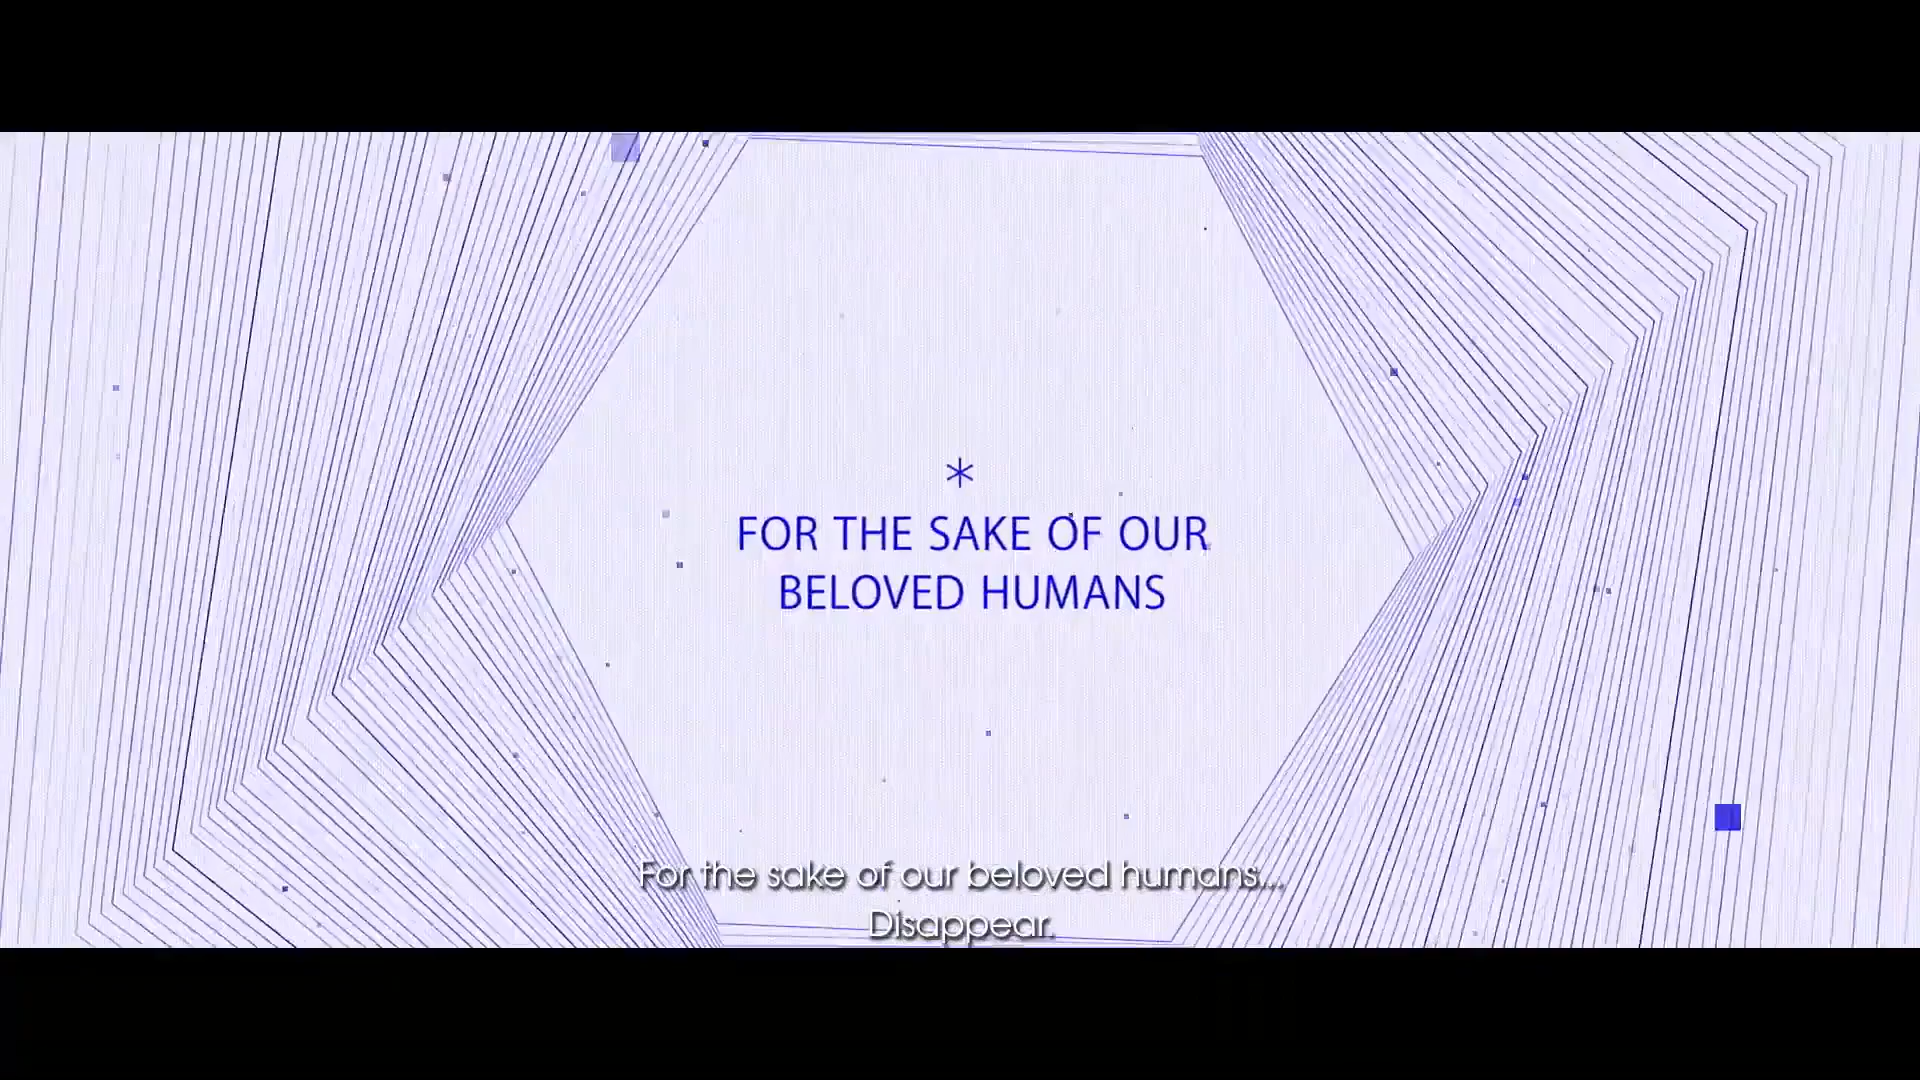 *
FOR THE SAKE OF OUR
BELOVED HUMANS
For the sake of our beloved humans...
Disappear.